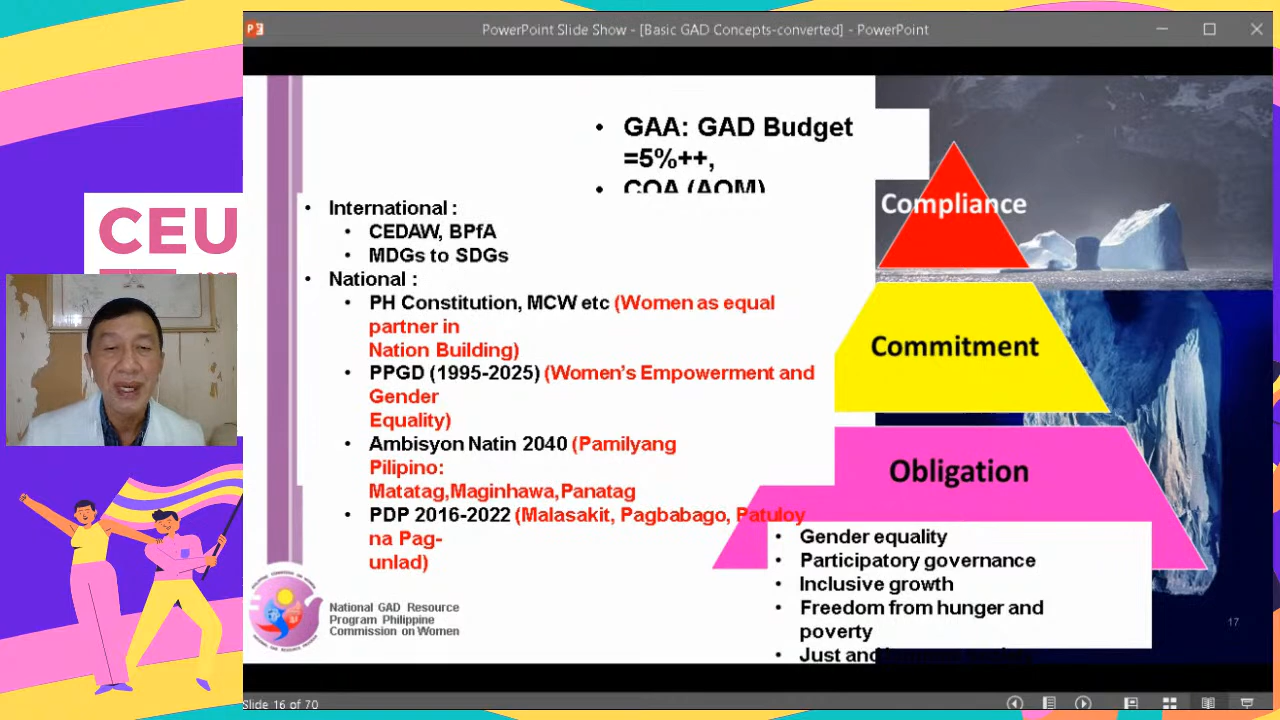 PowerPoint Slide Show - [Basic GAD Concepts-converted] - PowerPoint
• GAA: GAD Budget
=5%++,
• COA (AOM)
• International :
• CEDAW, BPfA
• MDGs to SDGs
• National :
• PH Constitution, MCW etc (Women as equal
partner in
Nation Building)
• PPGD (1995-2025) (Women's Empowerment and
Gender
Equality)
• Ambisyon Natin 2040 (Pamilyang
Pilipino:
Matatag,Maginhawa,Panatag
• PDP 2016-2022 (Malasakit, Pagbabago, Patuloy
na Pag-
unlad)
Compliance
Commitment
Obligation
• Gender equality
• Participatory governance
• Inclusive growth
• Freedom from hunger and
poverty
• Just and
National GAD Resource
Program Philippine
Commission on Women
17
Slide 16 of 70
CEU